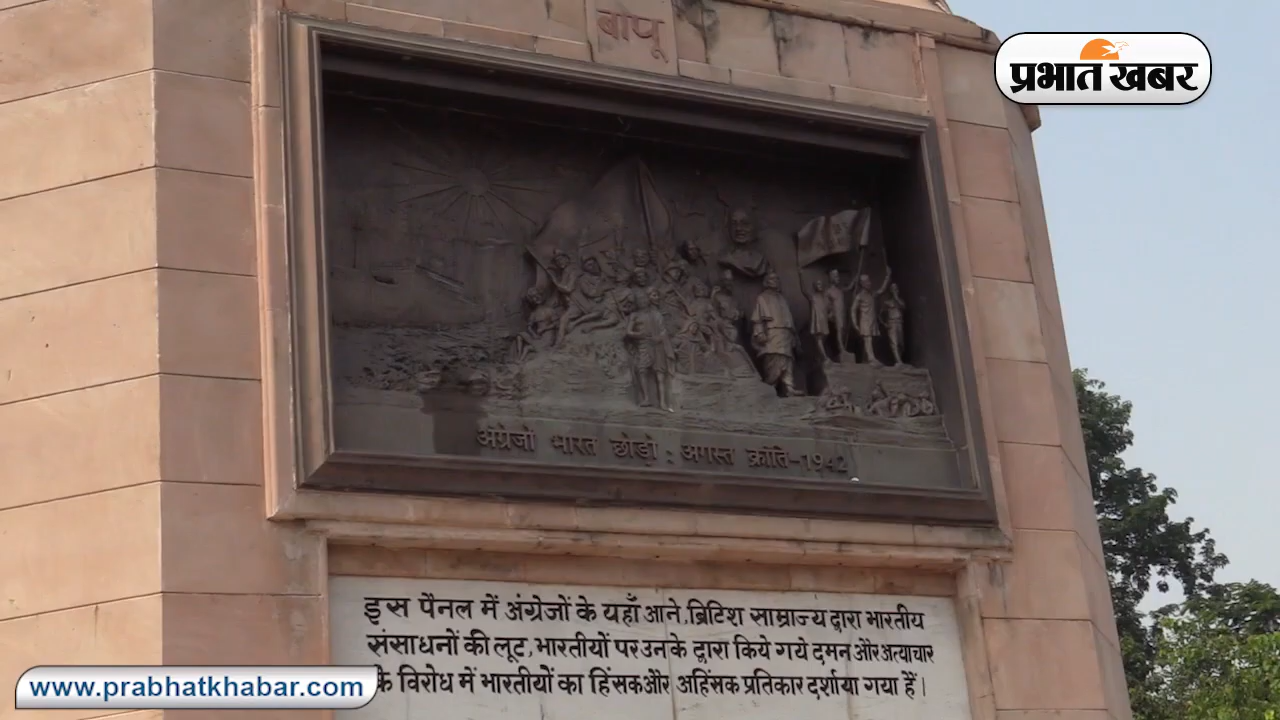 बापू
प्रभात खबर
अंग्रेजो भारत छोड़ो : अगस्त क्रांति-1942
इस पैनल में अंग्रेजों के यहाँ आने, ब्रिटिश साम्राज्य द्वारा भारतीय
संसाधनों की लूट, भारतीयों पर उनके द्वारा किये गये दमन और अत्याचार
के विरोध में भारतीयों का हिंसक और अहिंसक प्रतिकार दर्शाया गया हैं।
www.prabhatkhabar.com